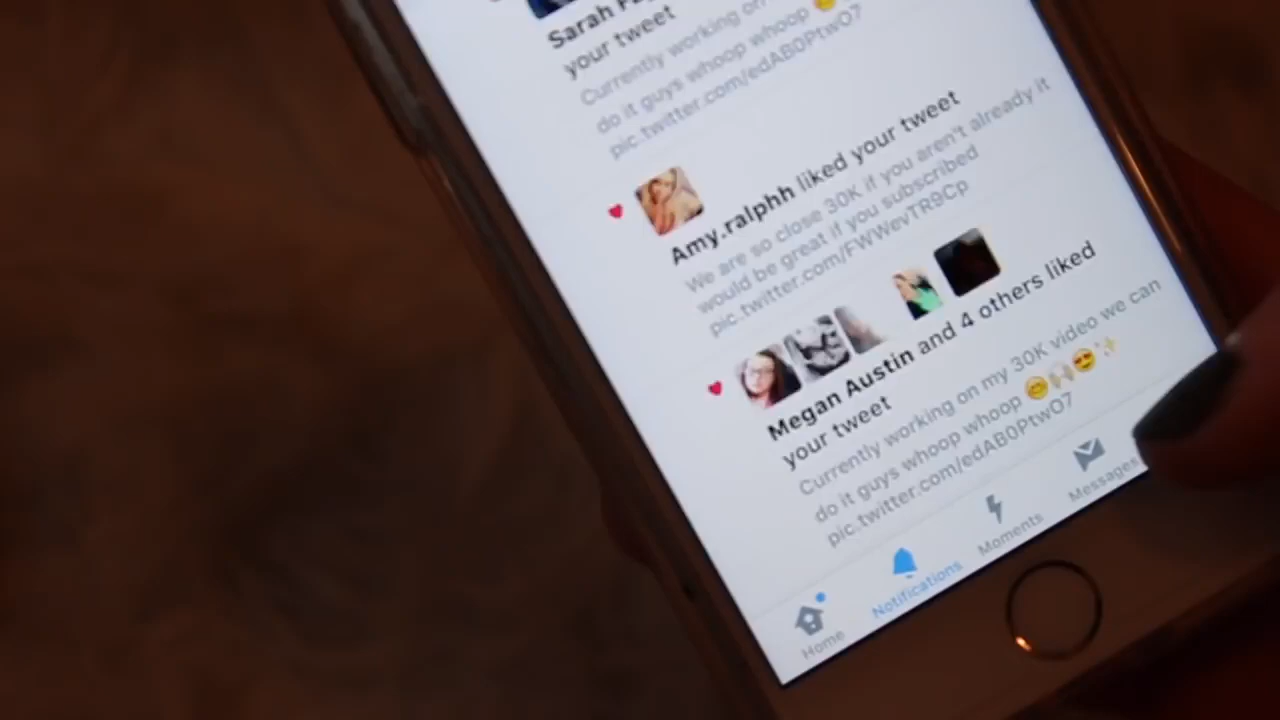 Sarah
your tweet
Currently working on
do it guys whoop whoop
pic.twitter.com/edAB0PtwO7
Amy.ralphh liked your tweet
We are so close 30K if you aren't already it
would be great if you subscribed
pic.twitter.com/FWWevTR9Cp
Megan Austin and 4 others liked
your tweet
Currently working on my 30K video we can
do it guys whoop whoop 😄🙌😍✨
pic.twitter.com/edAB0PtwO7
Home
Notifications
Moments
Messages